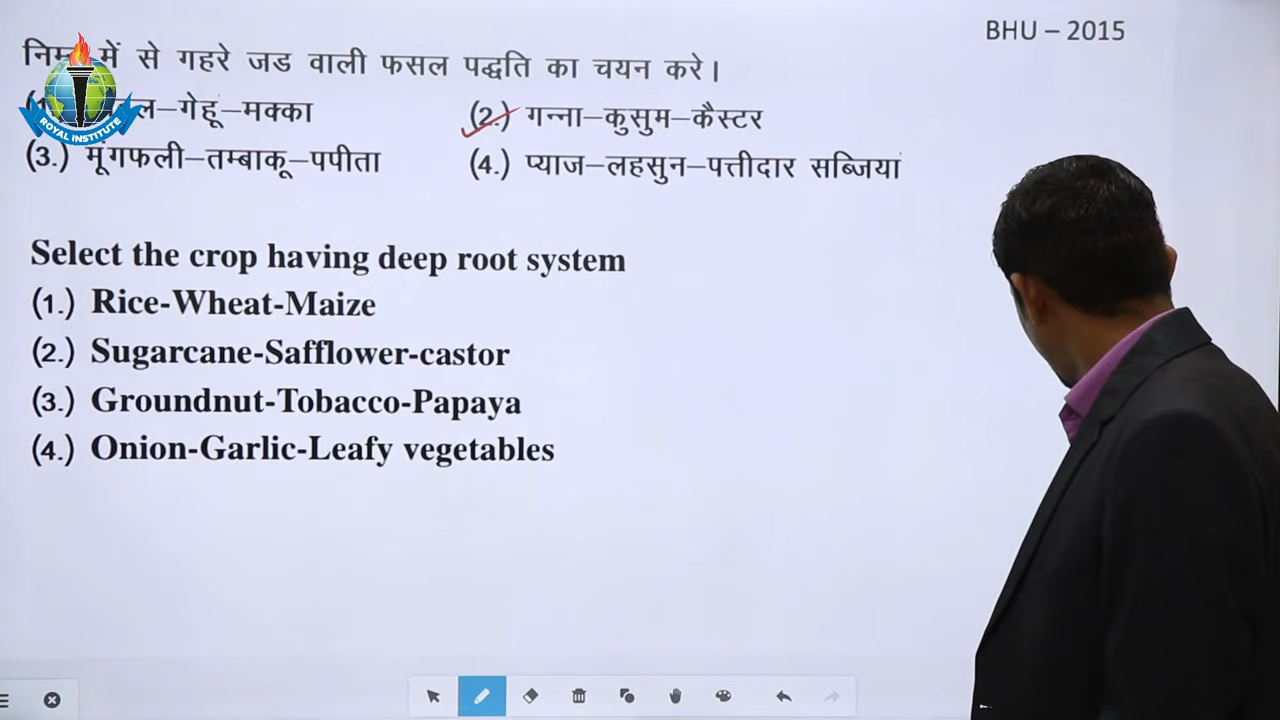 BHU – 2015
में से गहरे जड वाली फसल पद्धति का चयन करे।
–गेहूं–मक्का (2.) गन्ना–कुसुम–कैस्टर
(3.) मूंगफली–तम्बाकू–पपीता (4.) प्याज–लहसुन–पत्तीदार सब्जियां
ROYAL INSTITUTE
Select the crop having deep root system
(1.) Rice-Wheat-Maize
(2.) Sugarcane-Safflower-castor
(3.) Groundnut-Tobacco-Papaya
(4.) Onion-Garlic-Leafy vegetables